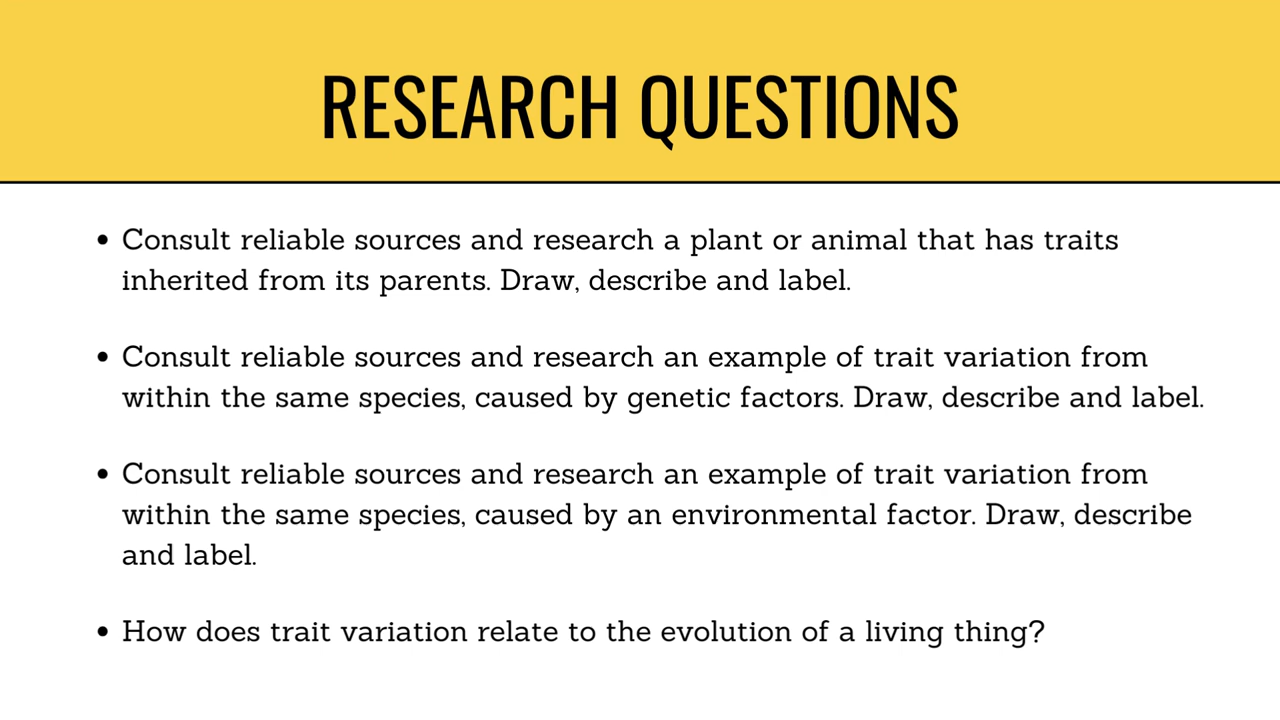 RESEARCH QUESTIONS
• Consult reliable sources and research a plant or animal that has traits
inherited from its parents. Draw, describe and label.
• Consult reliable sources and research an example of trait variation from
within the same species, caused by genetic factors. Draw, describe and label.
• Consult reliable sources and research an example of trait variation from
within the same species, caused by an environmental factor. Draw, describe
and label.
• How does trait variation relate to the evolution of a living thing?